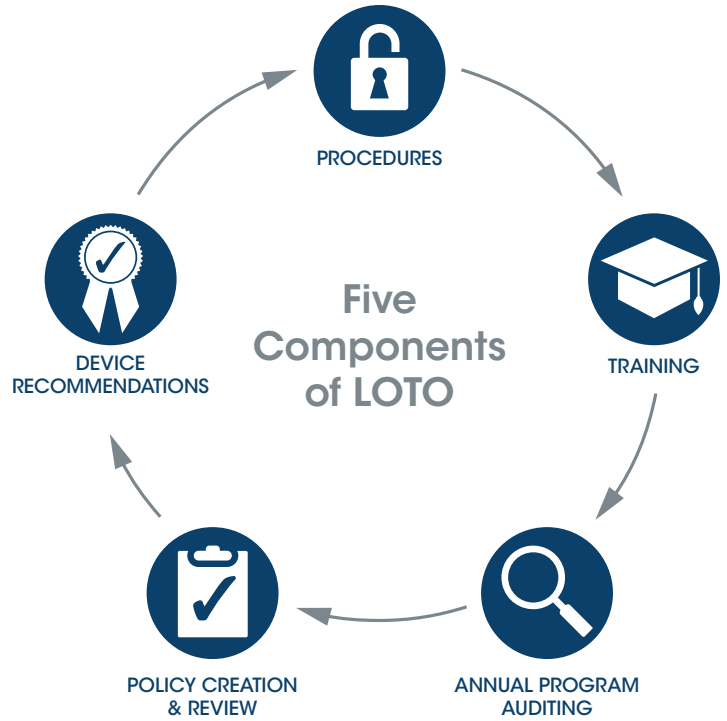 PROCEDURES
TRAINING
ANNUAL PROGRAM
AUDITING
POLICY CREATION
& REVIEW
DEVICE
RECOMMENDATIONS
Five
Components
of LOTO